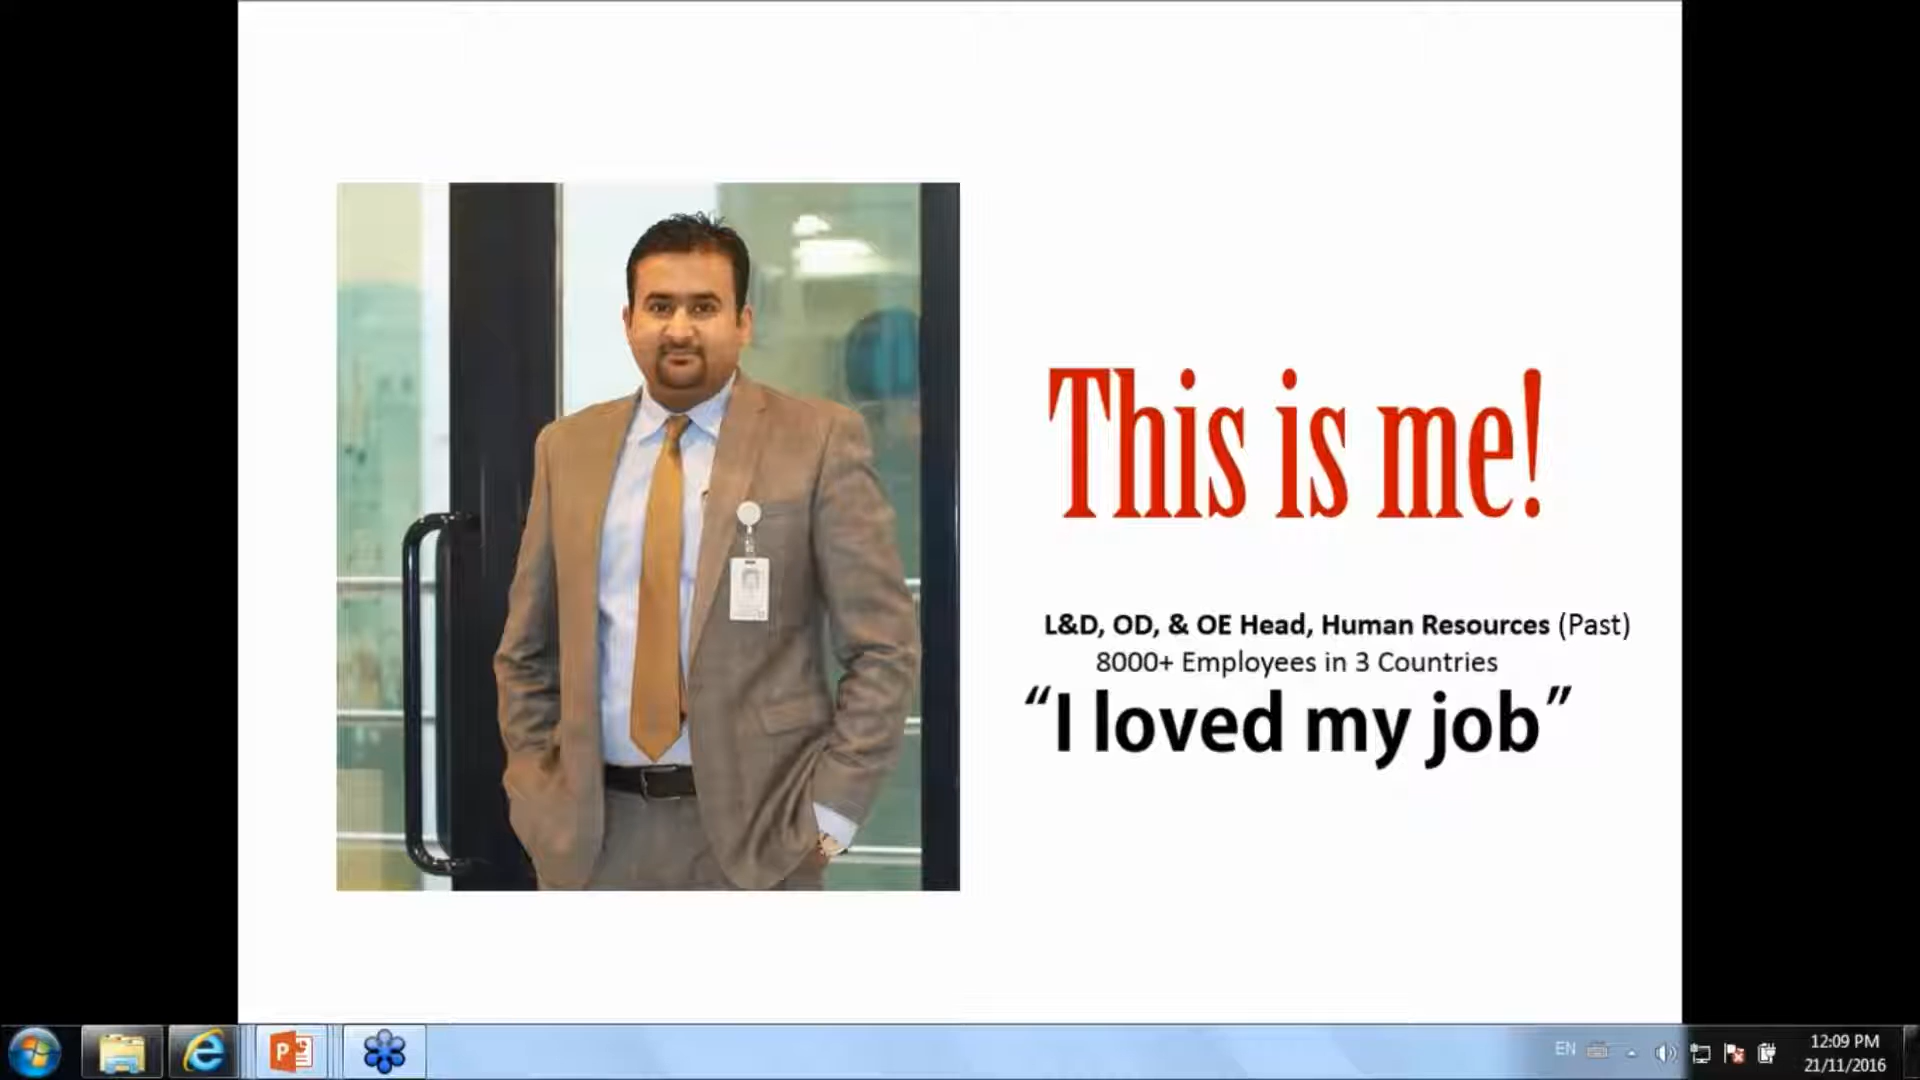 This is me!
L&D, OD, & OE Head, Human Resources (Past)
8000+ Employees in 3 Countries
“I loved my job”
EN
12:09 PM
21/11/2016